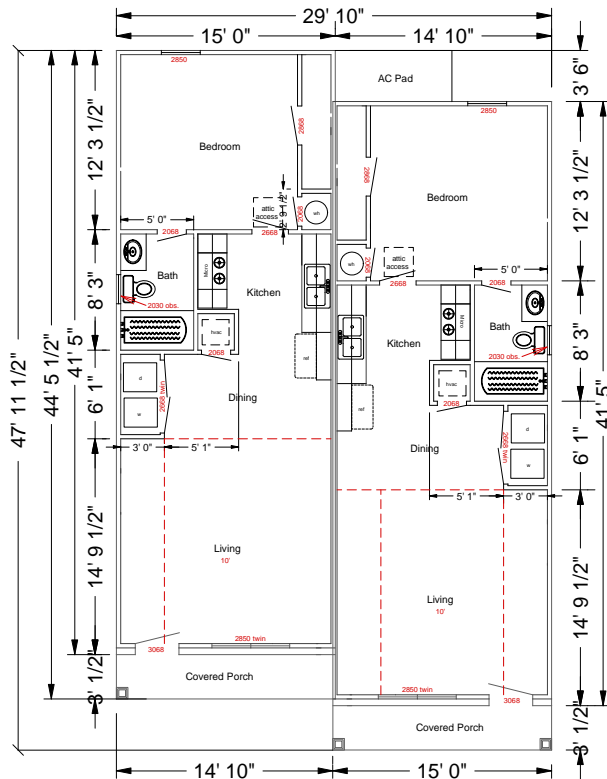 29' 10"
15' 0"
14' 10"
2850
AC Pad
3' 6"
2850
12' 3 1/2"
2868
Bedroom
2668
12' 3 1/2"
Bedroom
5' 0"
attic
access
2' 3 1/2"
2068
wh
2068
2668
wh
2068
attic
access
5' 0"
2668
2068
Bath
Micro
Kitchen
8' 3"
2030 obs.
hvac
2068
ref
Kitchen
Micro
Bath
8' 3"
2030 obs.
hvac
2068
ref
47' 11 1/2"
44' 5 1/2"
41' 5"
41' 5"
6' 1"
d
w
2668 twin
Dining
3' 0"
5' 1"
Dining
2668 twin
d
w
6' 1"
5' 1"
3' 0"
14' 9 1/2"
Living
10'
Living
10'
14' 9 1/2"
3068
2850 twin
2850 twin
3068
3' 1/2"
Covered Porch
Covered Porch
3' 1/2"
14' 10"
15' 0"